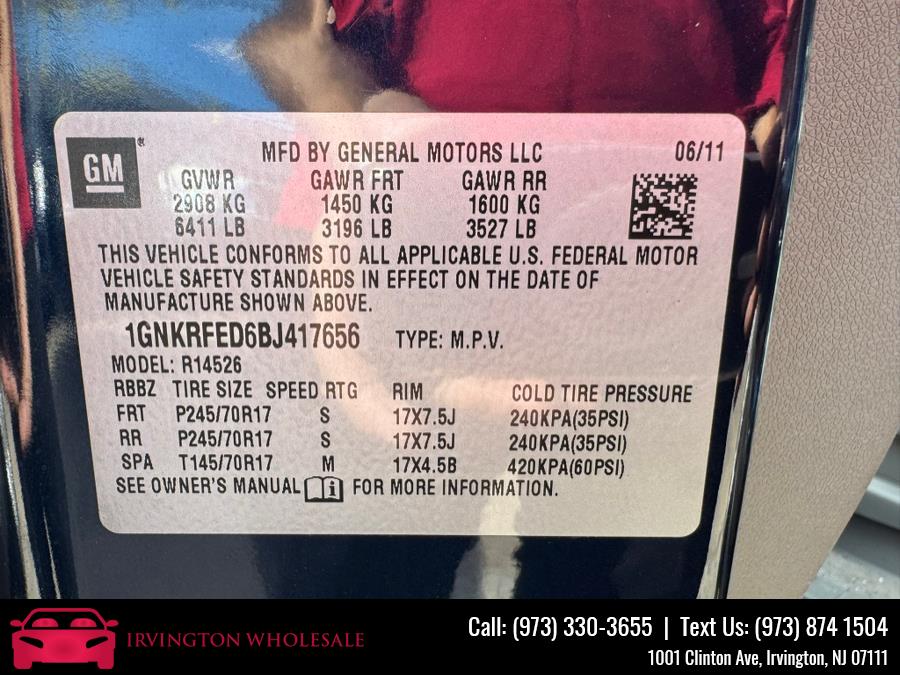 GM ®
MFD BY GENERAL MOTORS LLC 06/11
GVWR GAWR FRT GAWR RR
2908 KG 1450 KG 1600 KG
6411 LB 3196 LB 3527 LB
THIS VEHICLE CONFORMS TO ALL APPLICABLE U.S. FEDERAL MOTOR
VEHICLE SAFETY STANDARDS IN EFFECT ON THE DATE OF
MANUFACTURE SHOWN ABOVE.
1GNKRFED6BJ417656 TYPE: M.P.V.
MODEL: R14526
RBBZ TIRE SIZE SPEED RTG RIM COLD TIRE PRESSURE
FRT P245/70R17 S 17X7.5J 240KPA(35PSI)
RR P245/70R17 S 17X7.5J 240KPA(35PSI)
SPA T145/70R17 M 17X4.5B 420KPA(60PSI)
SEE OWNER'S MANUAL i FOR MORE INFORMATION.
IRVINGTON WHOLESALE
Call: (973) 330-3655 | Text Us: (973) 874 1504
1001 Clinton Ave, Irvington, NJ 07111